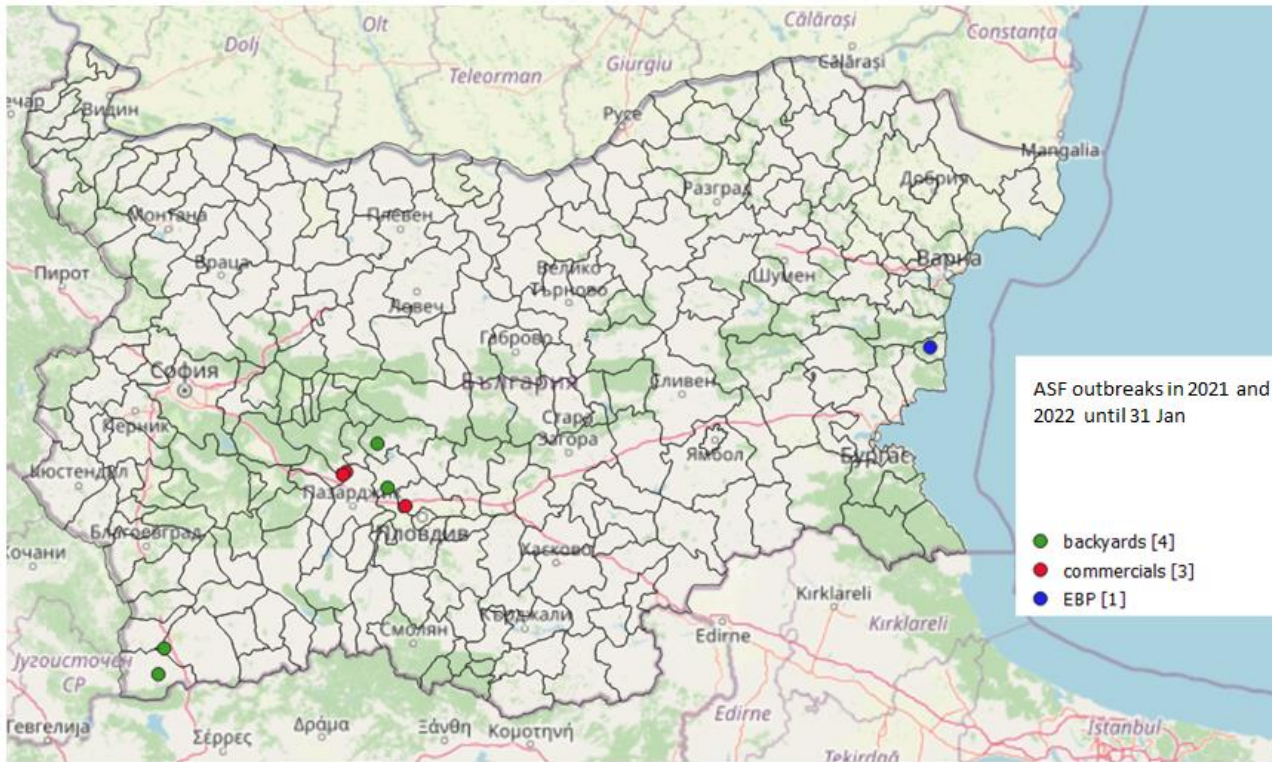 Olt
Călărași
Dolj
Constanța
Teleorman
Giurgiu
Călărași
ечар
Видин
Русе
Mangalia
Добрич
Разград
Монтана
Плевен
Пирот
Враца
Варна
Шумен
Велико
Търново
Ловеч
Габрово
София
България
Сливен
ASF outbreaks in 2021 and
2022 until 31 Jan
Перник
Стара
Загора
Ямбол
Бургас
Кюстендил
Пазарджик
Благоевград
Пловдив
Кочани
Хасково
backyards [4]
commercials [3]
EBP [1]
Kırklareli
Kırklareli
Кърджали
Смолян
Edirne
Југоисточен
СР
Гевгелија
Δράμα
Ξάνθη
Edirne
Σέρρες
Κομοτηνή
İstanbul
Tekirdağ